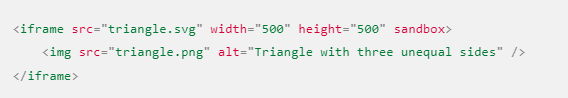 <iframe src="triangle.svg" width="500" height="500" sandbox>
    <img src="triangle.png" alt="Triangle with three unequal sides" />
</iframe>